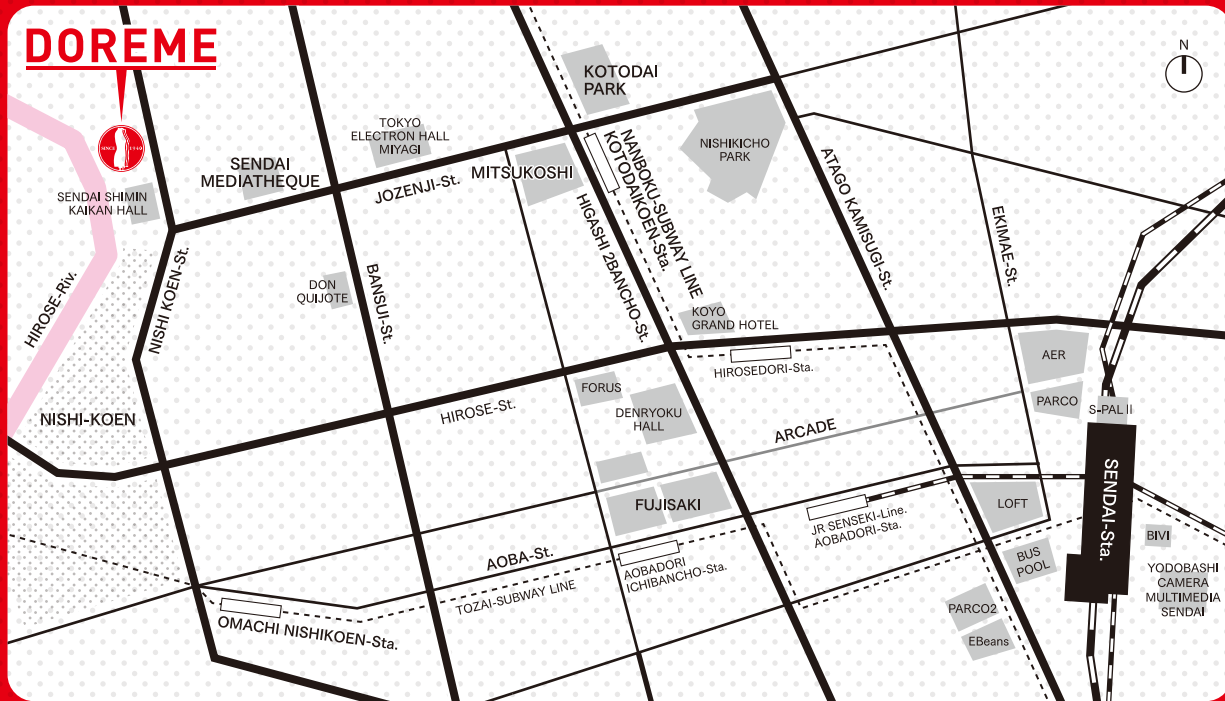 DOREME
SINCE
1960
N
KOTODAI
PARK
TOKYO
ELECTRON HALL
MIYAGI
NISHIKICHO
PARK
SENDAI
MEDIATHEQUE
MITSUKOSHI
JOZENJI-St.
SENDAI SHIMIN
KAIKAN HALL
NANBOKU-SUBWAY LINE
KOTODAIKOEN-Sta.
HIGASHI 2BANCHO-St.
ATAGO KAMISUGI-St.
EKIMAE-St.
HIROSE-Riv.
NISHI KOEN-St.
BANSUI-St.
DON
QUIJOTE
KOYO
GRAND HOTEL
HIROSEDORI-Sta.
AER
PARCO
S-PAL II
FORUS
DENRYOKU
HALL
HIROSE-St.
NISHI-KOEN
ARCADE
SENDAI-Sta.
FUJISAKI
LOFT
JR SENSEKI-Line.
AOBADORI-Sta.
BIVI
BUS
POOL
YODOBASHI
CAMERA
MULTIMEDIA
SENDAI
AOBA-St.
AOBADORI
ICHIBANCHO-Sta.
TOZAI-SUBWAY LINE
OMACHI NISHIKOEN-Sta.
PARCO2
EBeans